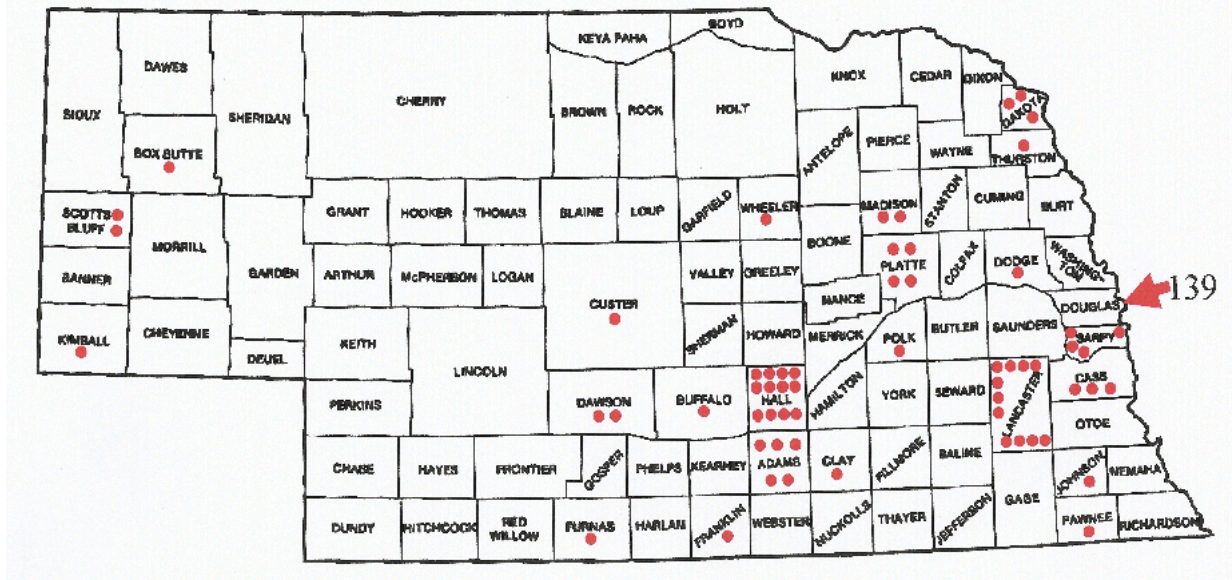 BOYD
KEYA PAHA
DAWES
KNOX
CEDAR
DIXON
SIOUX
SHERIDAN
CHERRY
BROWN
ROCK
HOLT
DAKOTA
BOX BUTTE
ANTELOPE
PIERCE
WAYNE
THURSTON
SCOTTS
BLUFF
GRANT
HOOKER
THOMAS
BLAINE
LOUP
GARFIELD
WHEELER
MADISON
STANTON
CUMING
BURT
MORRILL
BOONE
BANNER
GARDEN
ARTHUR
McPHERSON
LOGAN
VALLEY
GREELEY
PLATTE
COLFAX
DODGE
WASHING-
TON
139
CUSTER
NANCE
DOUGLAS
KIMBALL
CHEYENNE
DEUEL
KEITH
SHERMAN
HOWARD
MERRICK
POLK
BUTLER
SAUNDERS
SARPY
LINCOLN
PERKINS
DAWSON
BUFFALO
HALL
HAMILTON
YORK
SEWARD
LANCASTER
CASS
OTOE
CHASE
HAYES
FRONTIER
GOSPER
PHELPS
KEARNEY
ADAMS
CLAY
FILLMORE
SALINE
JOHNSON
NEMAHA
DUNDY
HITCHCOCK
RED
WILLOW
FURNAS
HARLAN
FRANKLIN
WEBSTER
NUCKOLLS
THAYER
JEFFERSON
GAGE
PAWNEE
RICHARDSON